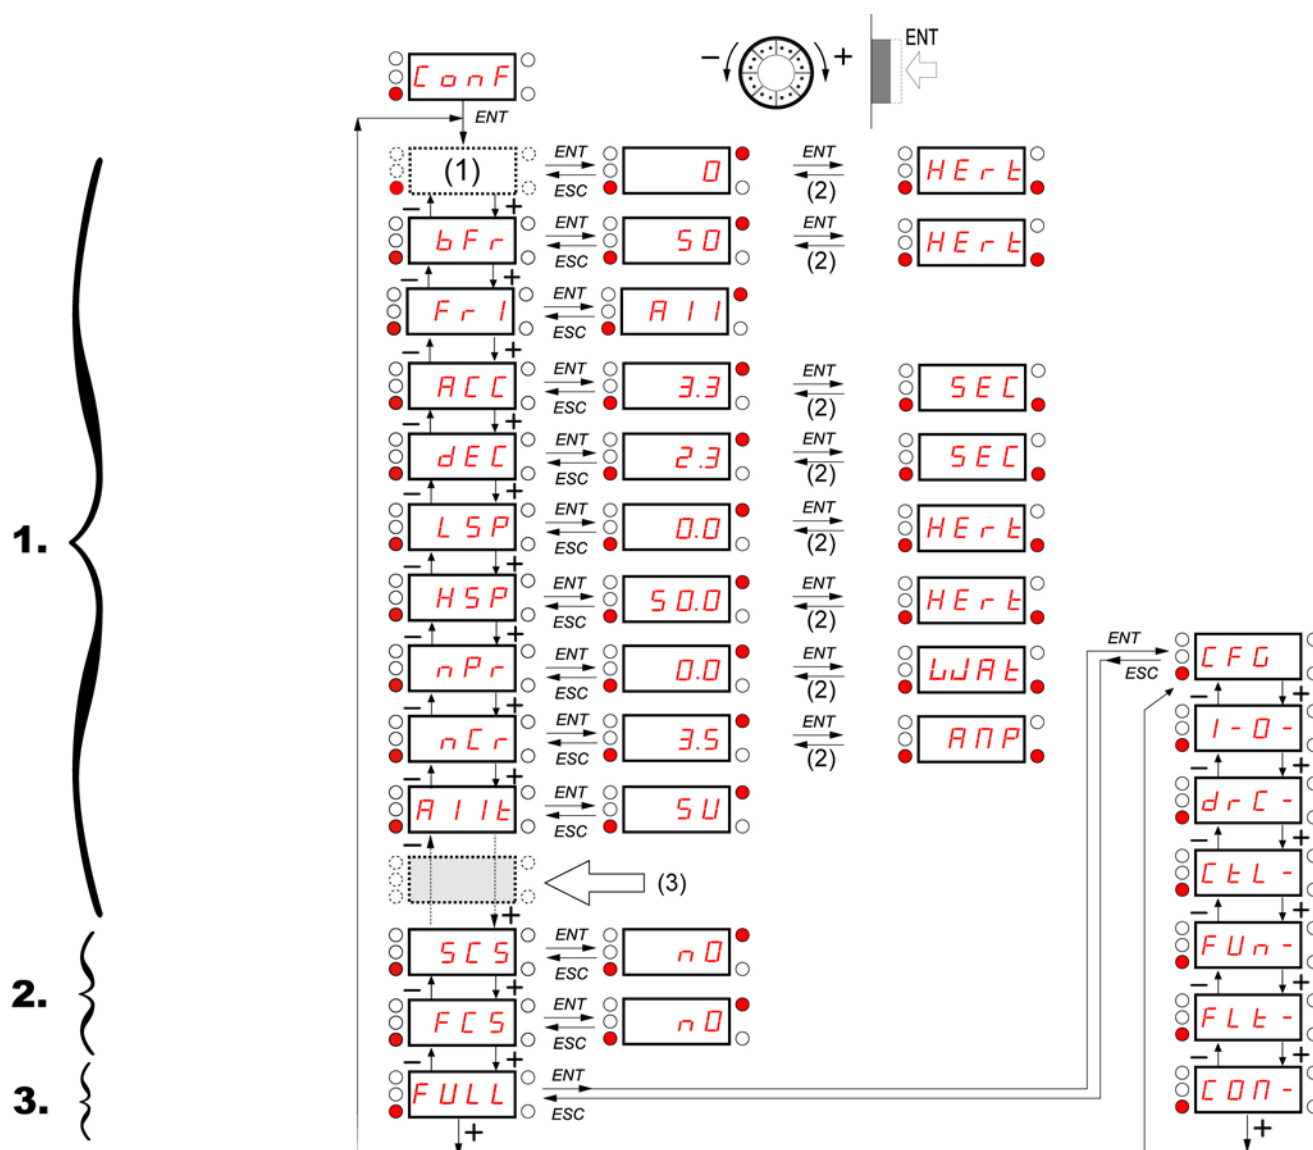 ENT
− +
ConF
ENT
(1) ENT ESC 0 ENT (2) HErt
− +
bFr ENT ESC 50 ENT (2) HErt
− +
Fr1 ENT ESC AI1
− +
ACC ENT ESC 3.3 ENT (2) SEC
− +
dEC ENT ESC 2.3 ENT (2) SEC
− +
1. LSP ENT ESC 0.0 ENT (2) HErt
− +
HSP ENT ESC 50.0 ENT (2) HErt
− +
nPr ENT ESC 0.0 ENT (2) WAt ENT ESC CFG
− +
nCr ENT ESC 3.5 ENT (2) AMP I-O-
− +
AI1t ENT ESC 5U drC-
− +
(3) CtL-
− +
SCS ENT ESC nO FUn-
− +
2.
FCS ENT ESC nO FLt-
− +
3. FULL ENT ESC COM-
+ +